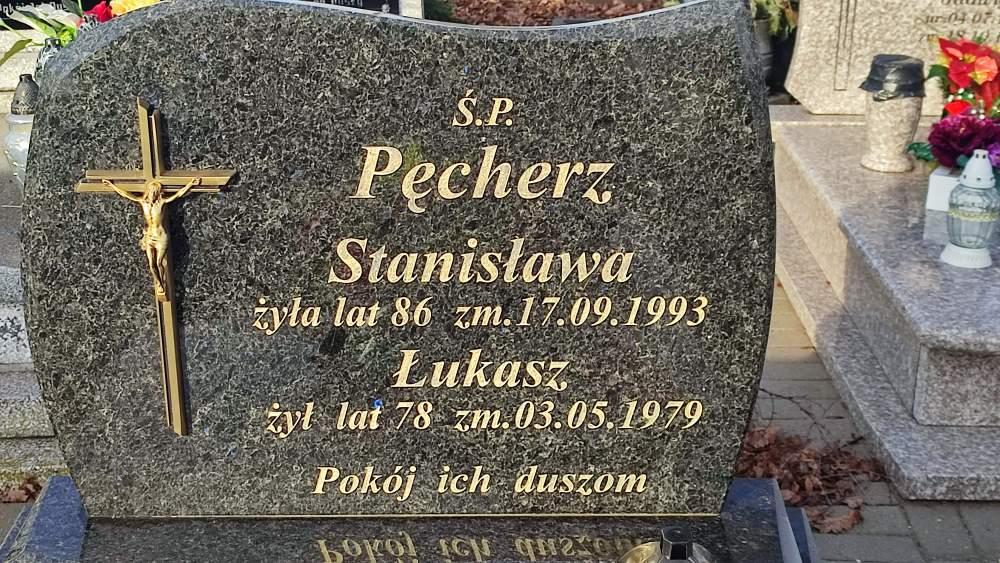 Ś.P.
Pęcherz
Stanisława
żyła lat 86 zm.17.09.1993
Łukasz
żył lat 78 zm.03.05.1979
Pokój ich duszom